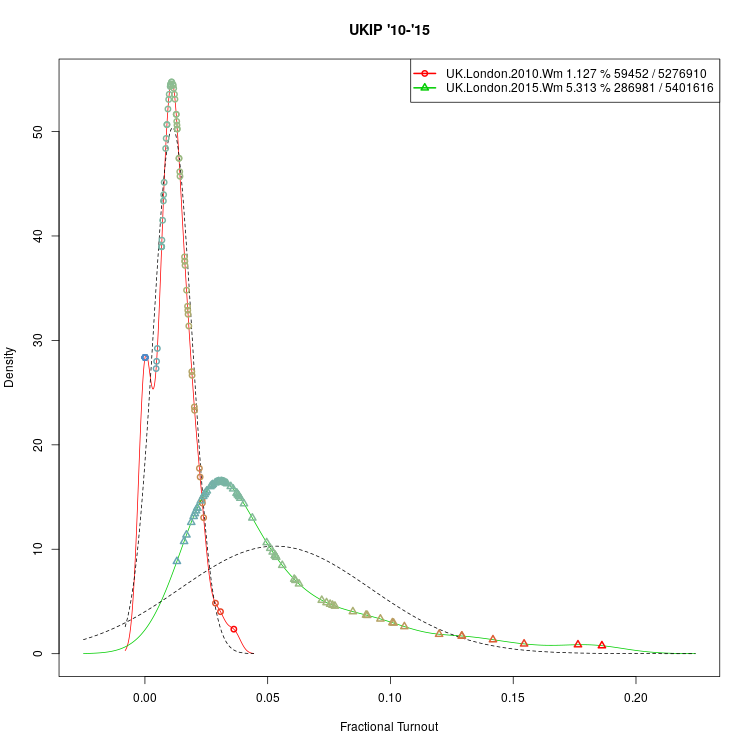 UKIP '10-'15
UK.London.2010.Wm 1.127 % 59452 / 5276910
UK.London.2015.Wm 5.313 % 286981 / 5401616
Density
50
40
30
20
10
0
0.00 0.05 0.10 0.15 0.20
Fractional Turnout